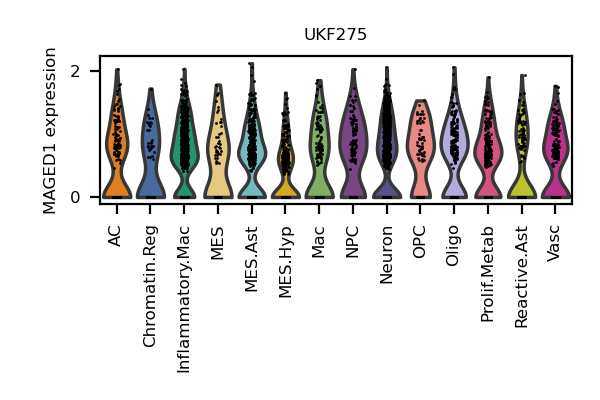 UKF275
MAGED1 expression
2
0
AC
Chromatin.Reg
Inflammatory.Mac
MES
MES.Ast
MES.Hyp
Mac
NPC
Neuron
OPC
Oligo
Prolif.Metab
Reactive.Ast
Vasc